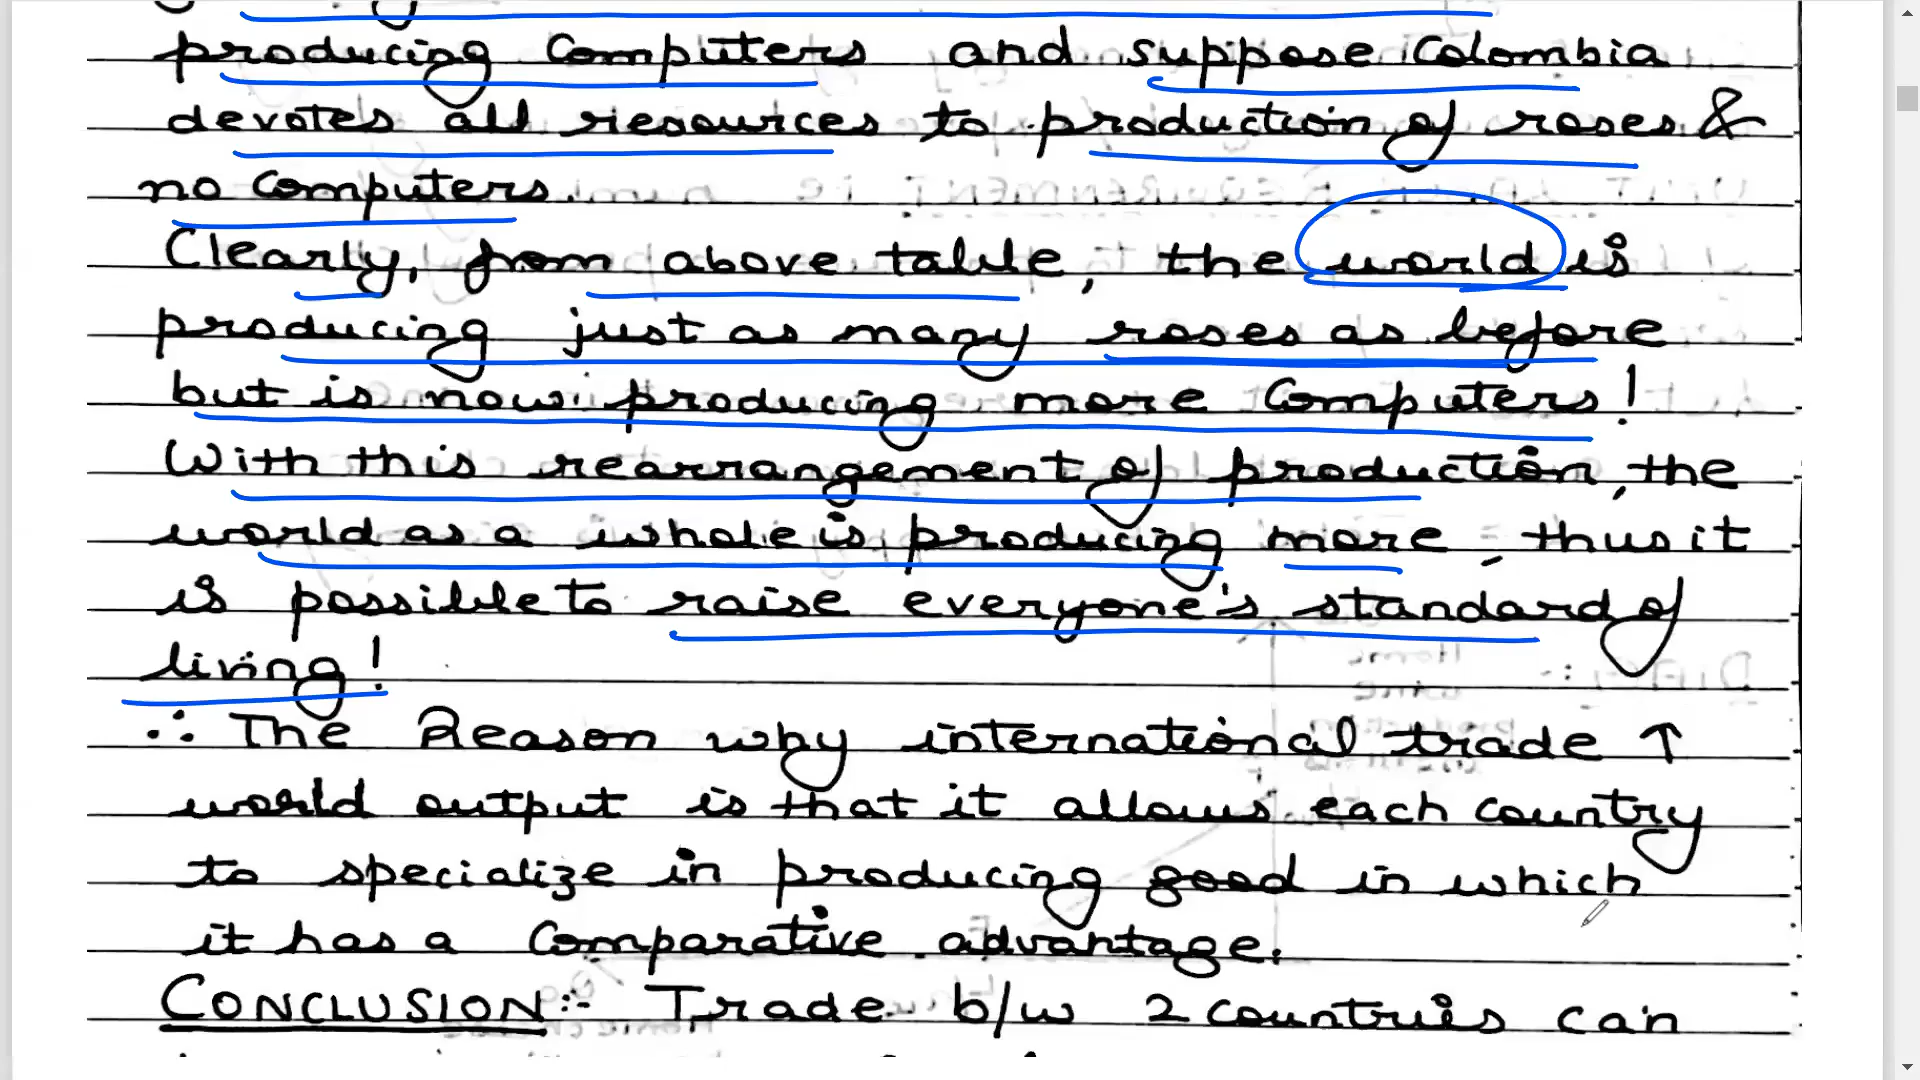 producing Computers and suppose Colombia
devotes all resources to production of roses &
no Computers.
Clearly, from above table, the world is
producing just as many roses as before
but is now producing more Computers!
With this rearrangement of production, the
world as a whole is producing more, thus it
is possible to raise everyone's standard of
living!
∴ The Reason why international trade ↑
world output is that it allows each country
to specialize in producing good in which
it has a Comparative advantage.
CONCLUSION:- Trade b/w 2 countries can